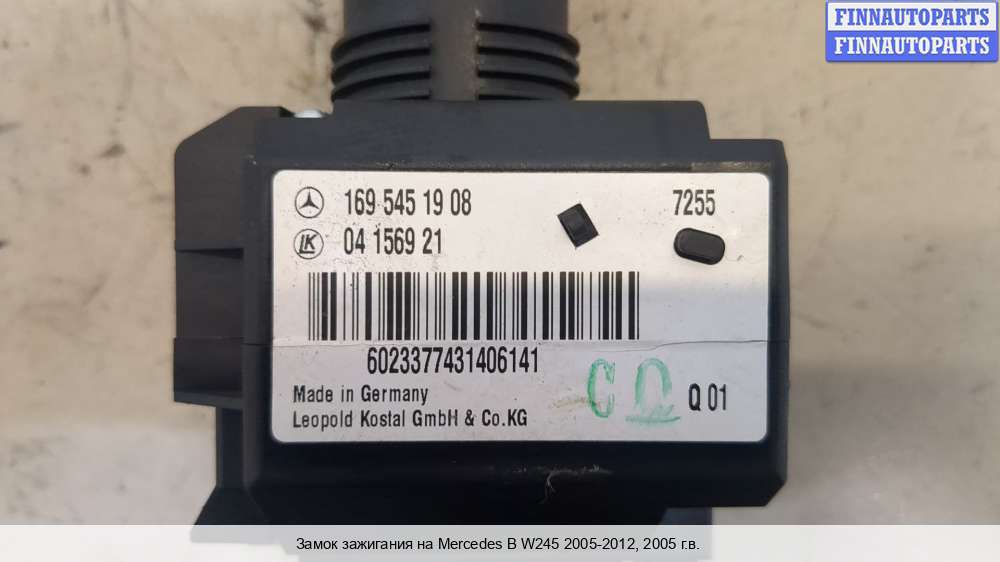 FINNAUTOPARTS
FINNAUTOPARTS
169 545 19 08 7255
LK 04 1569 21
6023377431406141
Made in Germany
Leopold Kostal GmbH & Co.KG
C Q 01
Замок зажигания на Mercedes B W245 2005-2012, 2005 г.в.